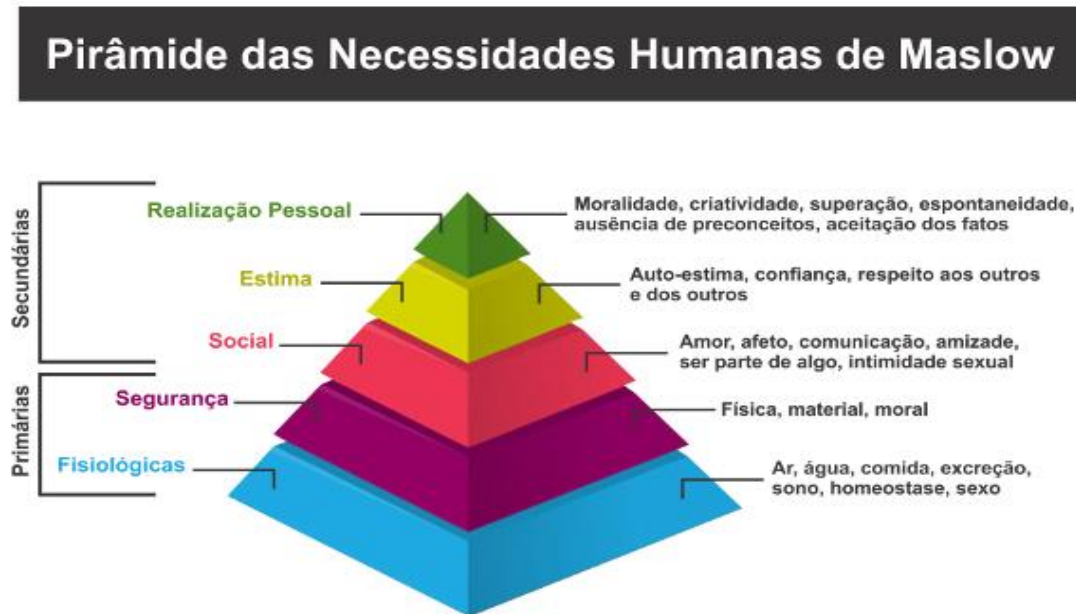 Pirâmide das Necessidades Humanas de Maslow
Secundárias
Realização Pessoal
Moralidade, criatividade, superação, espontaneidade,
ausência de preconceitos, aceitação dos fatos
Estima
Auto-estima, confiança, respeito aos outros
e dos outros
Social
Amor, afeto, comunicação, amizade,
ser parte de algo, intimidade sexual
Primárias
Segurança
Física, material, moral
Fisiológicas
Ar, água, comida, excreção,
sono, homeostase, sexo